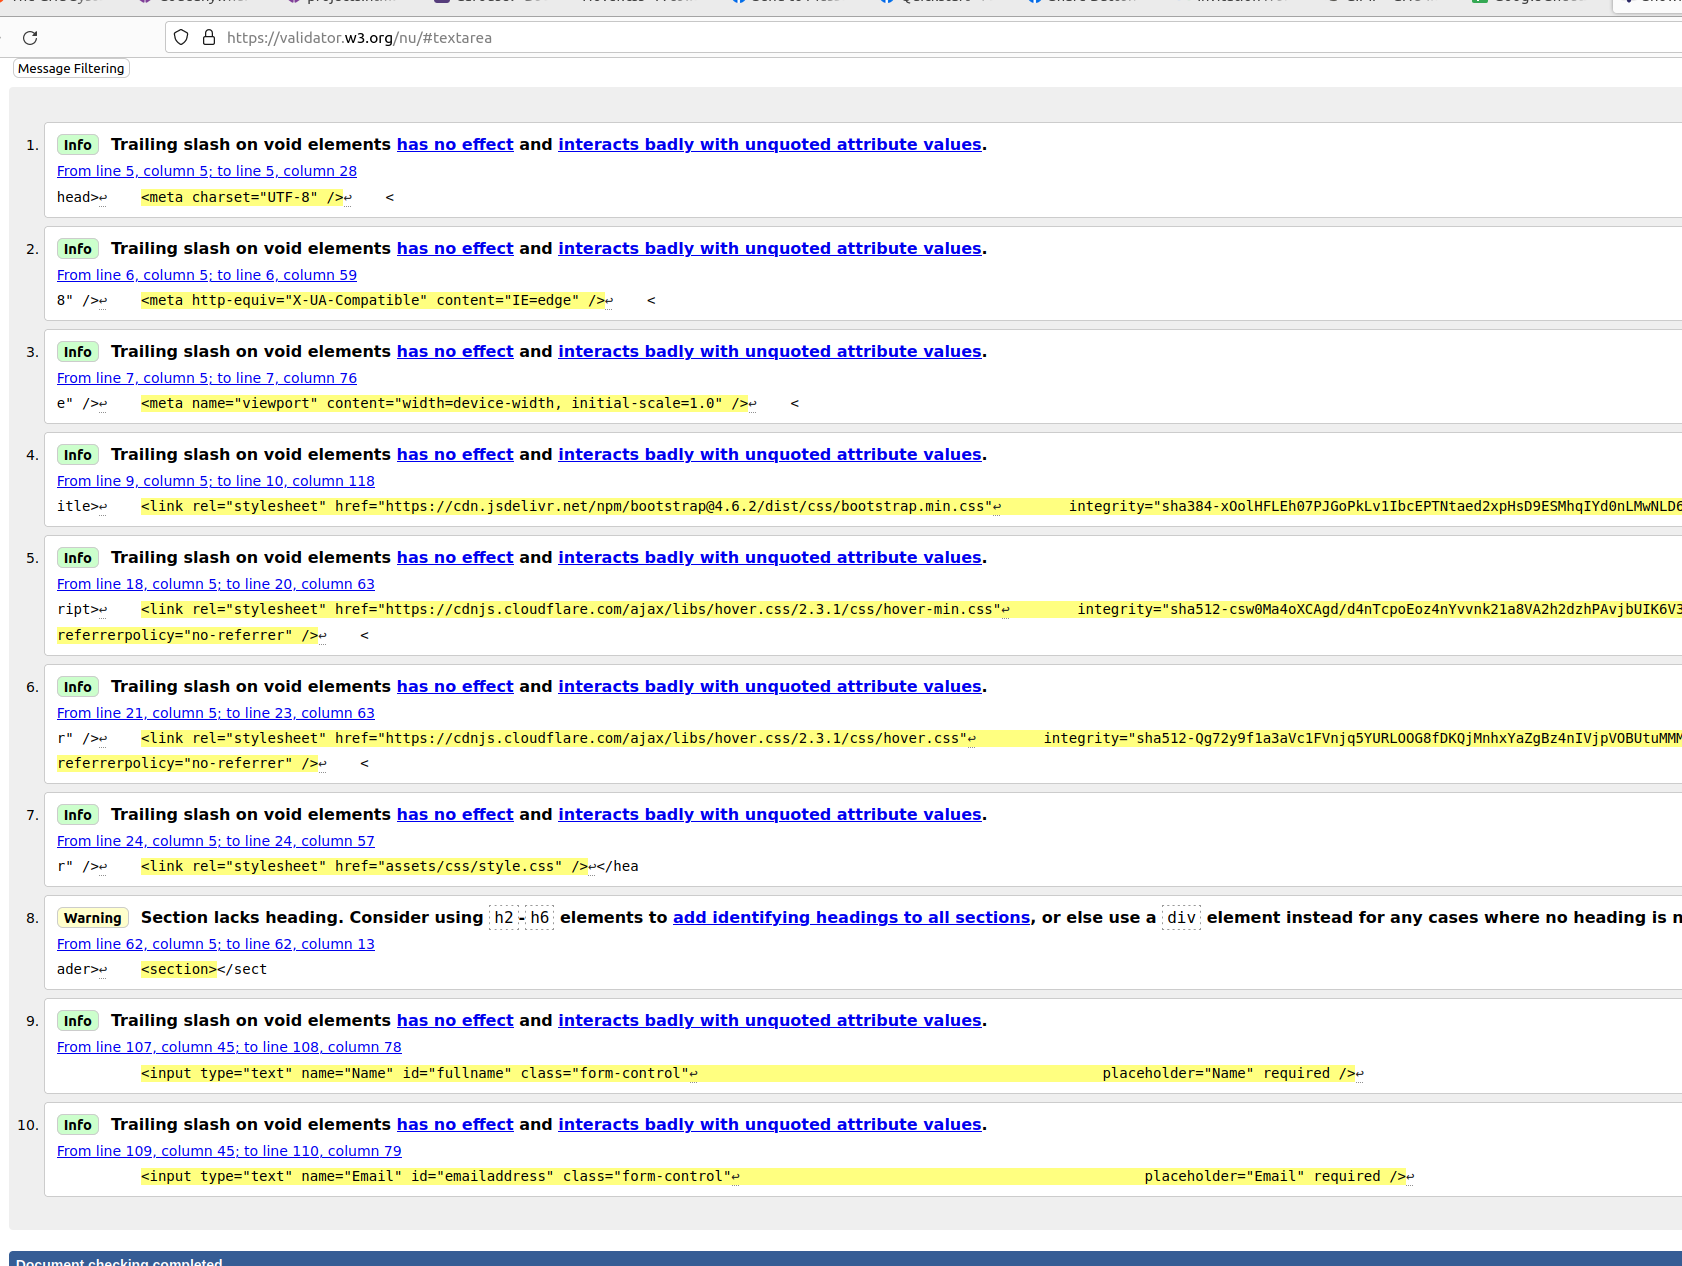 https://validator.w3.org/nu/#textarea
Message Filtering
1. Info Trailing slash on void elements has no effect and interacts badly with unquoted attribute values.
From line 5, column 5; to line 5, column 28
head>↩ <meta charset="UTF-8" />↩ <
2. Info Trailing slash on void elements has no effect and interacts badly with unquoted attribute values.
From line 6, column 5; to line 6, column 59
8" />↩ <meta http-equiv="X-UA-Compatible" content="IE=edge" />↩ <
3. Info Trailing slash on void elements has no effect and interacts badly with unquoted attribute values.
From line 7, column 5; to line 7, column 76
e" />↩ <meta name="viewport" content="width=device-width, initial-scale=1.0" />↩ <
4. Info Trailing slash on void elements has no effect and interacts badly with unquoted attribute values.
From line 9, column 5; to line 10, column 118
itle>↩ <link rel="stylesheet" href="https://cdn.jsdelivr.net/npm/bootstrap@4.6.2/dist/css/bootstrap.min.css"↩ integrity="sha384-xOolHFLEh07PJGoPkLv1IbcEPTNtaed2xpHsD9ESMhqIYd0nLMwNLD6
5. Info Trailing slash on void elements has no effect and interacts badly with unquoted attribute values.
From line 18, column 5; to line 20, column 63
ript>↩ <link rel="stylesheet" href="https://cdnjs.cloudflare.com/ajax/libs/hover.css/2.3.1/css/hover-min.css"↩ integrity="sha512-csw0Ma4oXCAgd/d4nTcpoEoz4nYvvnk21a8VA2h2dzhPAvjbUIK6V3
referrerpolicy="no-referrer" />↩ <
6. Info Trailing slash on void elements has no effect and interacts badly with unquoted attribute values.
From line 21, column 5; to line 23, column 63
r" />↩ <link rel="stylesheet" href="https://cdnjs.cloudflare.com/ajax/libs/hover.css/2.3.1/css/hover.css"↩ integrity="sha512-Qg72y9f1a3aVc1FVnjq5YURLOOG8fDKQjMnhxYaZgBz4nIVjpVOBUtuMMM
referrerpolicy="no-referrer" />↩ <
7. Info Trailing slash on void elements has no effect and interacts badly with unquoted attribute values.
From line 24, column 5; to line 24, column 57
r" />↩ <link rel="stylesheet" href="assets/css/style.css" />↩</hea
8. Warning Section lacks heading. Consider using h2-h6 elements to add identifying headings to all sections, or else use a div element instead for any cases where no heading is n
From line 62, column 5; to line 62, column 13
ader>↩ <section></sect
9. Info Trailing slash on void elements has no effect and interacts badly with unquoted attribute values.
From line 107, column 45; to line 108, column 78
<input type="text" name="Name" id="fullname" class="form-control"↩ placeholder="Name" required />↩
10. Info Trailing slash on void elements has no effect and interacts badly with unquoted attribute values.
From line 109, column 45; to line 110, column 79
<input type="text" name="Email" id="emailaddress" class="form-control"↩ placeholder="Email" required />↩
Document checking completed